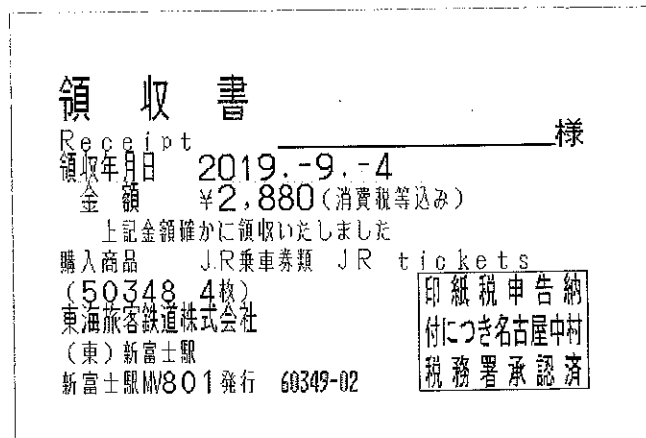 領収書
Receipt 様
領収年月日 2019.-9.-4
金額 ¥2,880(消費税等込み)
上記金額確かに領収いたしました
購入商品 JR乗車券類 JR tickets
(50348 4枚)
東海旅客鉄道株式会社
(東)新富士駅
新富士駅MV801発行 60349-02
印紙税申告納
付につき名古屋中村
税務署承認済